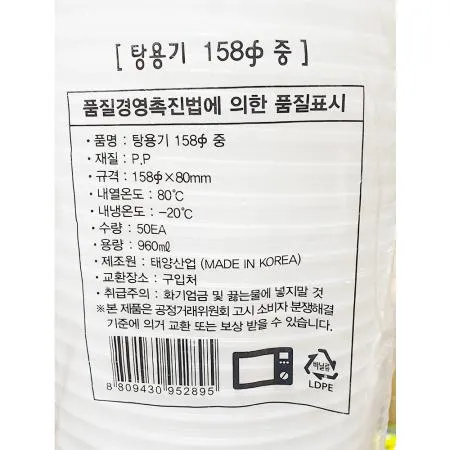 [ 탕용기 158ϕ 중 ]
품질경영촉진법에 의한 품질표시
・품명 : 탕용기 158ϕ 중
・재질 : P.P
・규격 : 158ϕ×80mm
・내열온도 : 80℃
・내냉온도 : -20℃
・수량 : 50EA
・용량 : 960㎖
・제조원 : 태양산업 (MADE IN KOREA)
・교환장소 : 구입처
・취급주의 : 화기엄금 및 끓는물에 넣지말 것
※본 제품은 공정거래위원회 고시 소비자 분쟁해결
기준에 의거 교환 또는 보상 받을 수 있습니다.
8 809430 952895
비닐류
LDPE